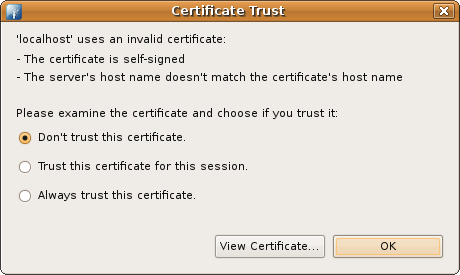 Certificate Trust
'localhost' uses an invalid certificate:
- The certificate is self-signed
- The server's host name doesn't match the certificate's host name
Please examine the certificate and choose if you trust it:
Don't trust this certificate.
Trust this certificate for this session.
Always trust this certificate.
View Certificate...
OK